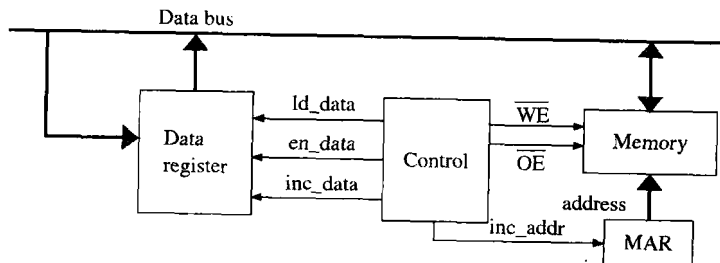 Data bus
ld_data
en_data
inc_data
Data
register
Control
WE
OE
Memory
address
inc_addr
MAR